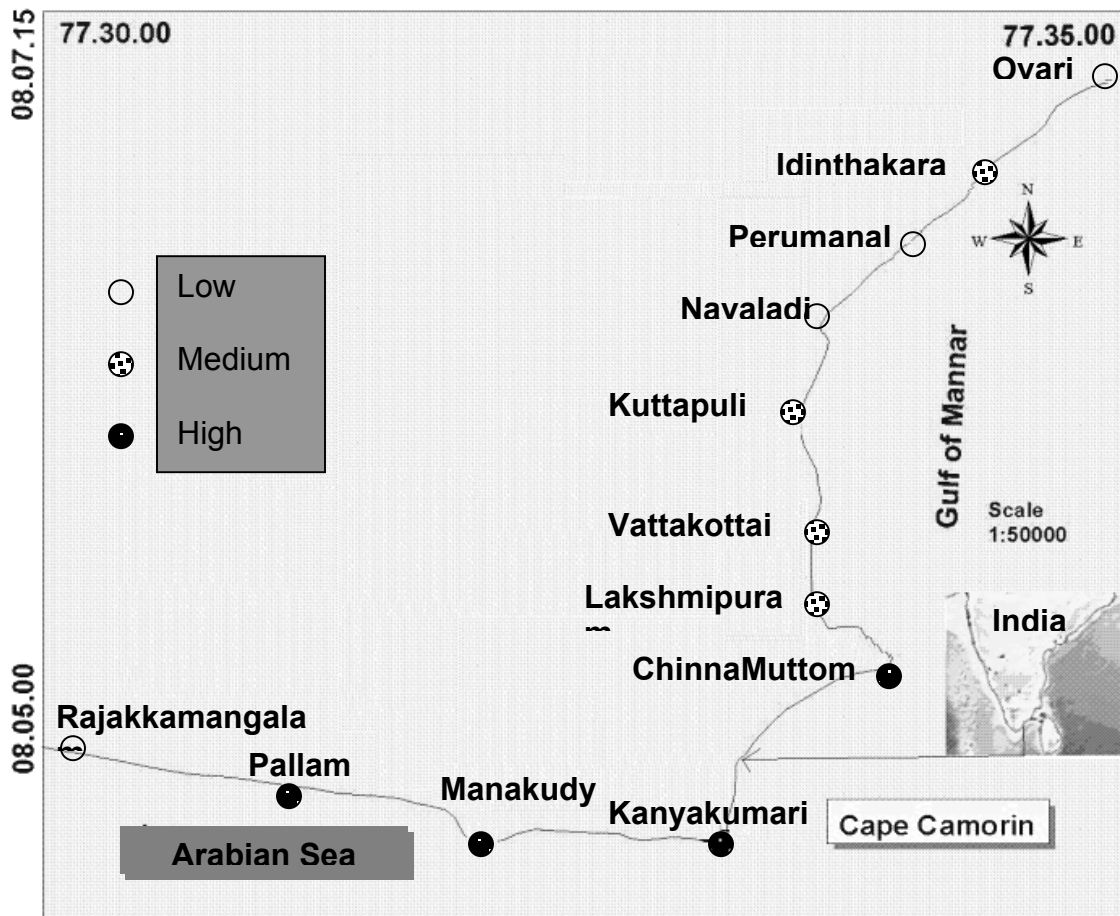 77.30.00
77.35.00
08.07.15
Ovari
Idinthakara
N
Perumanal
W
E
S
Low
Navaladi
Medium
Kuttapuli
High
Gulf of Mannar
Vattakottai
Scale
1:50000
Lakshmipura
India
ChinnaMuttom
08.05.00
Rajakkamangala
Pallam
Manakudy
Kanyakumari
Cape Camorin
Arabian Sea